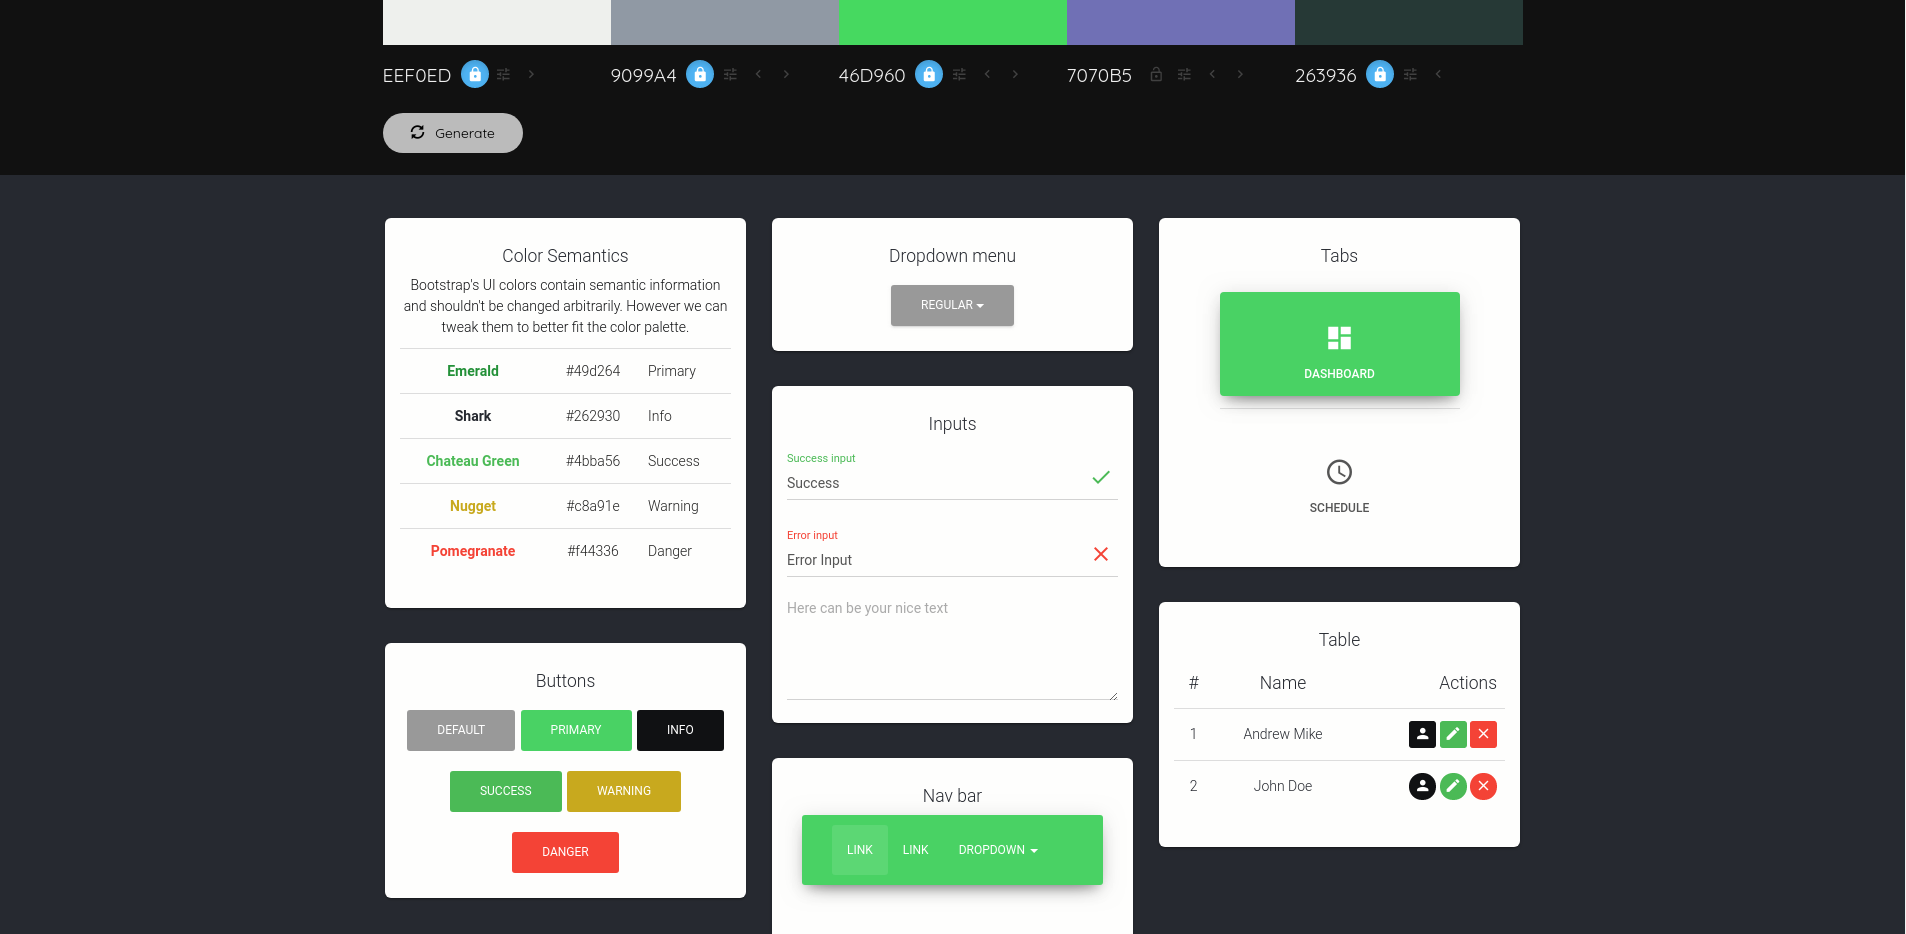 EEF0ED
9099A4
46D960
7070B5
263936
Generate
Color Semantics
Bootstrap's UI colors contain semantic information
and shouldn't be changed arbitrarily. However we can
tweak them to better fit the color palette.
Emerald #49d264 Primary
Shark #262930 Info
Chateau Green #4bba56 Success
Nugget #c8a91e Warning
Pomegranate #f44336 Danger
Buttons
DEFAULT PRIMARY INFO
SUCCESS WARNING
DANGER
Dropdown menu
REGULAR
Inputs
Success input
Success
Error input
Error Input
Here can be your nice text
Nav bar
LINK LINK DROPDOWN
Tabs
DASHBOARD
SCHEDULE
Table
# Name Actions
1 Andrew Mike
2 John Doe